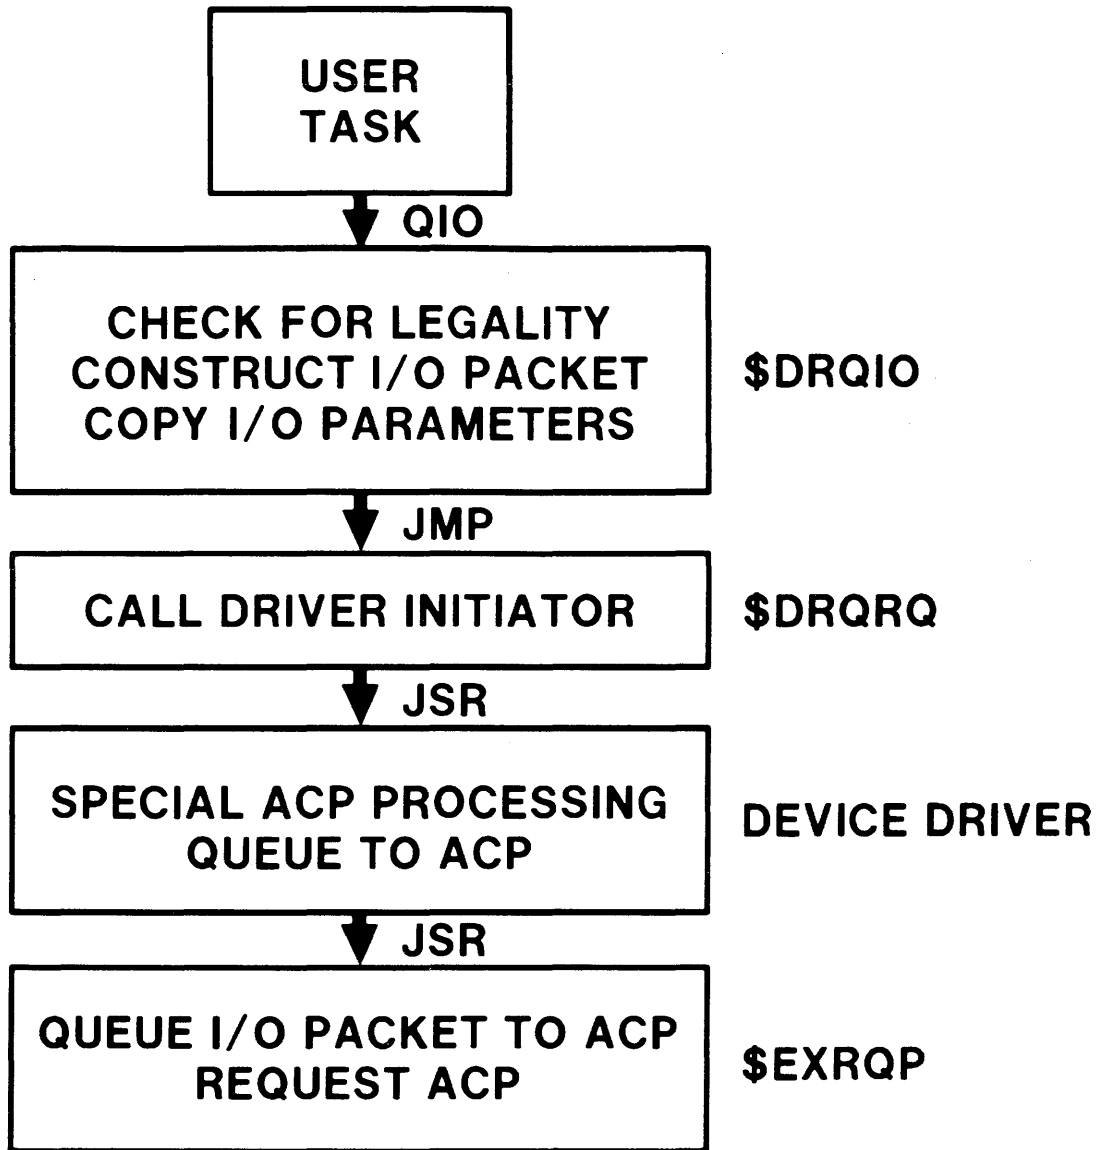 USER
TASK
QIO
CHECK FOR LEGALITY
CONSTRUCT I/O PACKET
COPY I/O PARAMETERS
$DRQIO
JMP
CALL DRIVER INITIATOR
$DRQRQ
JSR
SPECIAL ACP PROCESSING
QUEUE TO ACP
DEVICE DRIVER
JSR
QUEUE I/O PACKET TO ACP
REQUEST ACP
$EXRQP